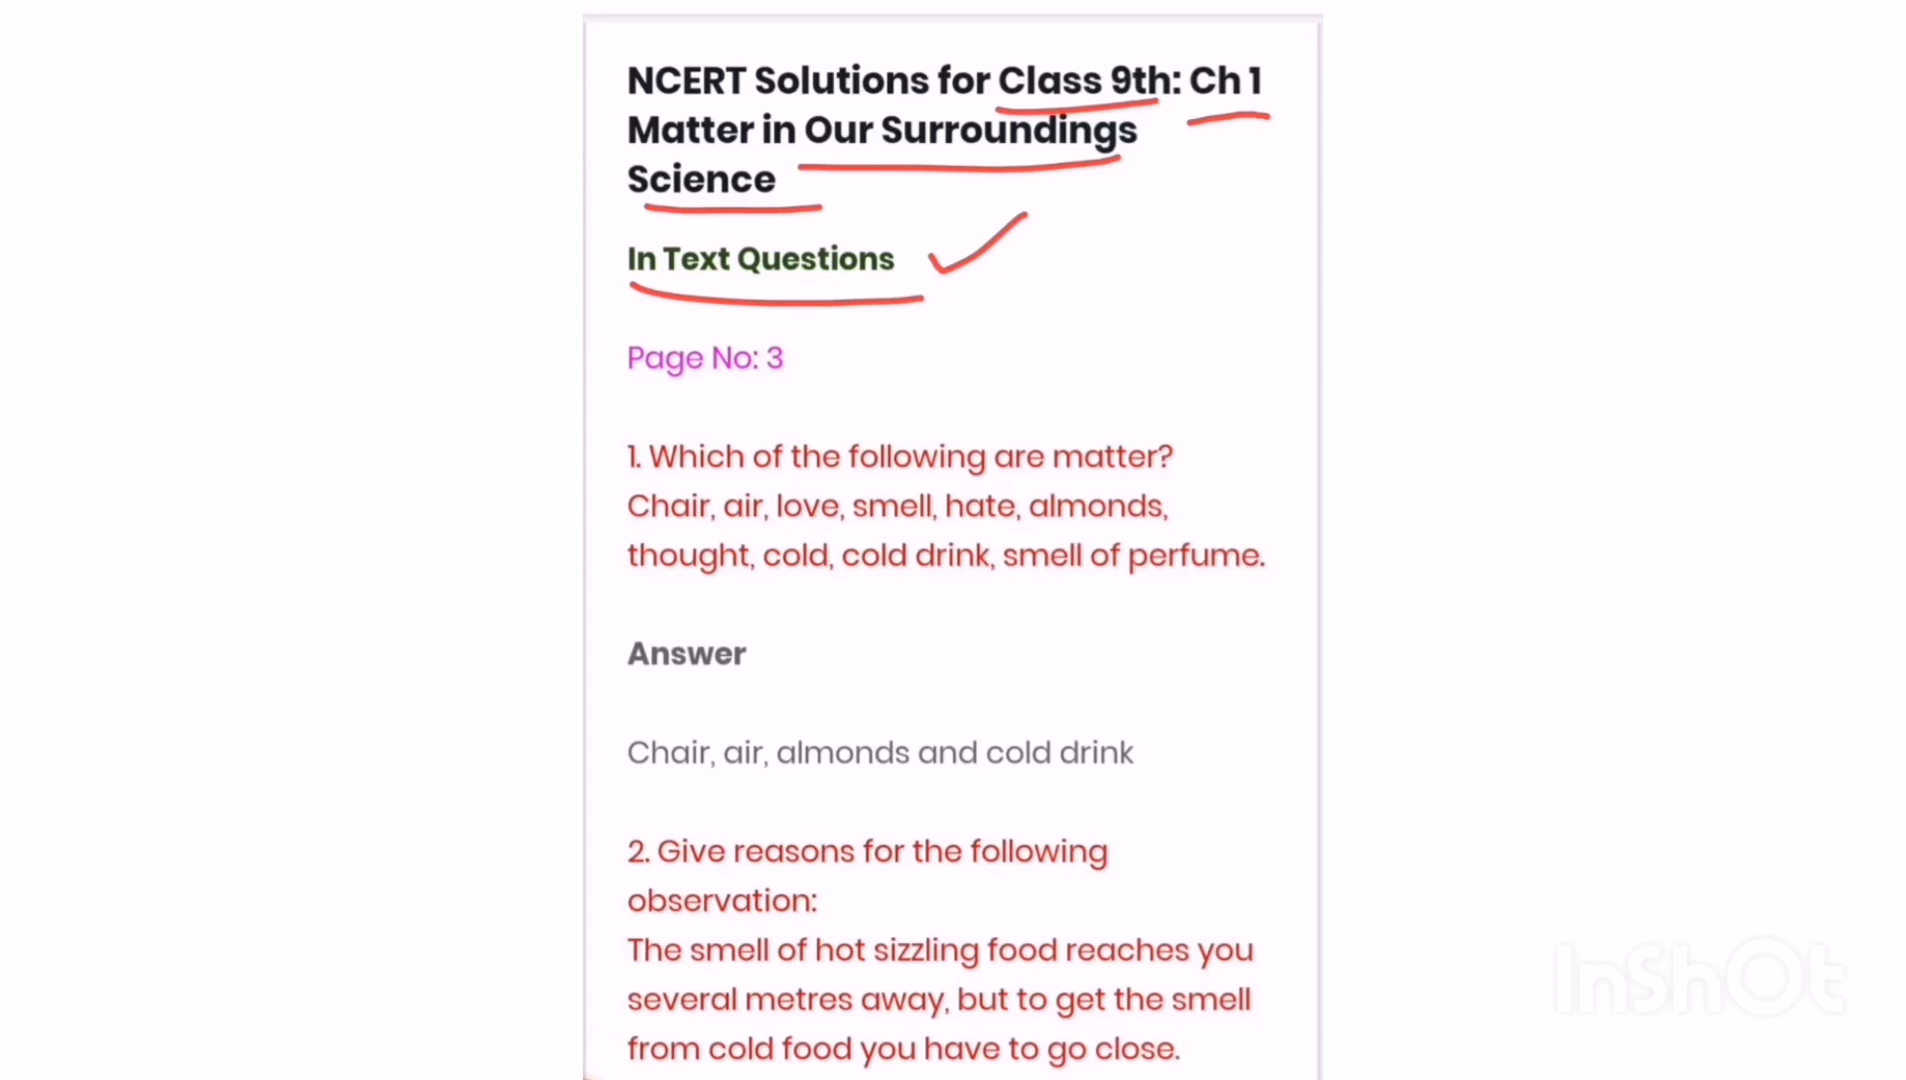 NCERT Solutions for Class 9th: Ch 1
Matter in Our Surroundings
Science
In Text Questions
Page No: 3
1. Which of the following are matter?
Chair, air, love, smell, hate, almonds,
thought, cold, cold drink, smell of perfume.
Answer
Chair, air, almonds and cold drink
2. Give reasons for the following
observation:
The smell of hot sizzling food reaches you
several metres away, but to get the smell
from cold food you have to go close.
InShOt